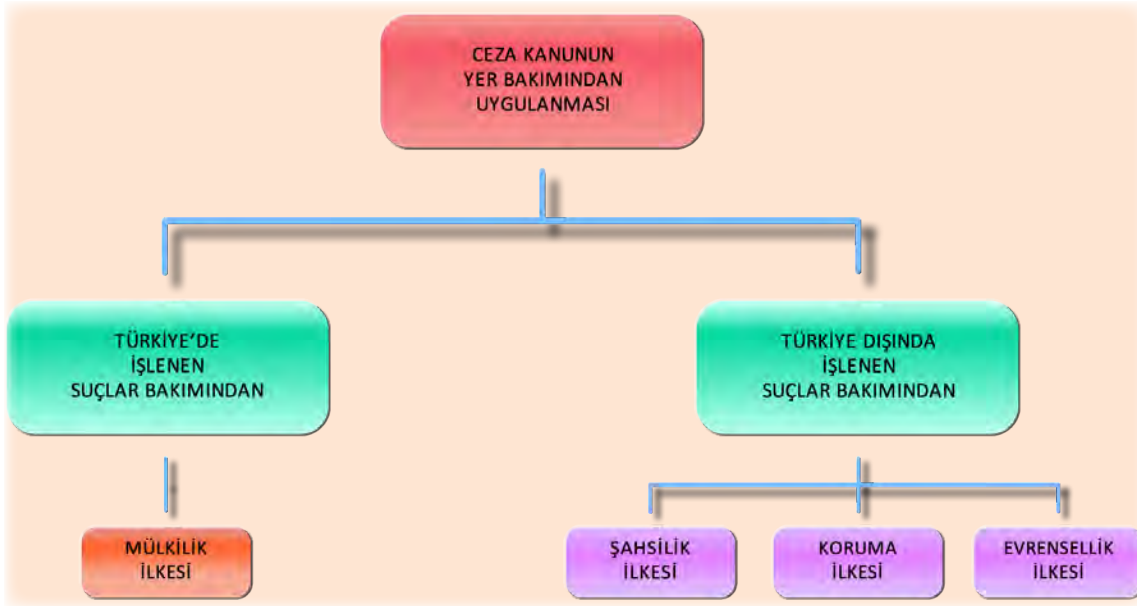 CEZA KANUNUN
YER BAKIMINDAN
UYGULANMASI
TÜRKİYE'DE
İŞLENEN
SUÇLAR BAKIMINDAN
TÜRKİYE DIŞINDA
İŞLENEN
SUÇLAR BAKIMINDAN
MÜLKİLİK
İLKESİ
ŞAHSİLİK
İLKESİ
KORUMA
İLKESİ
EVRENSELLİK
İLKESİ